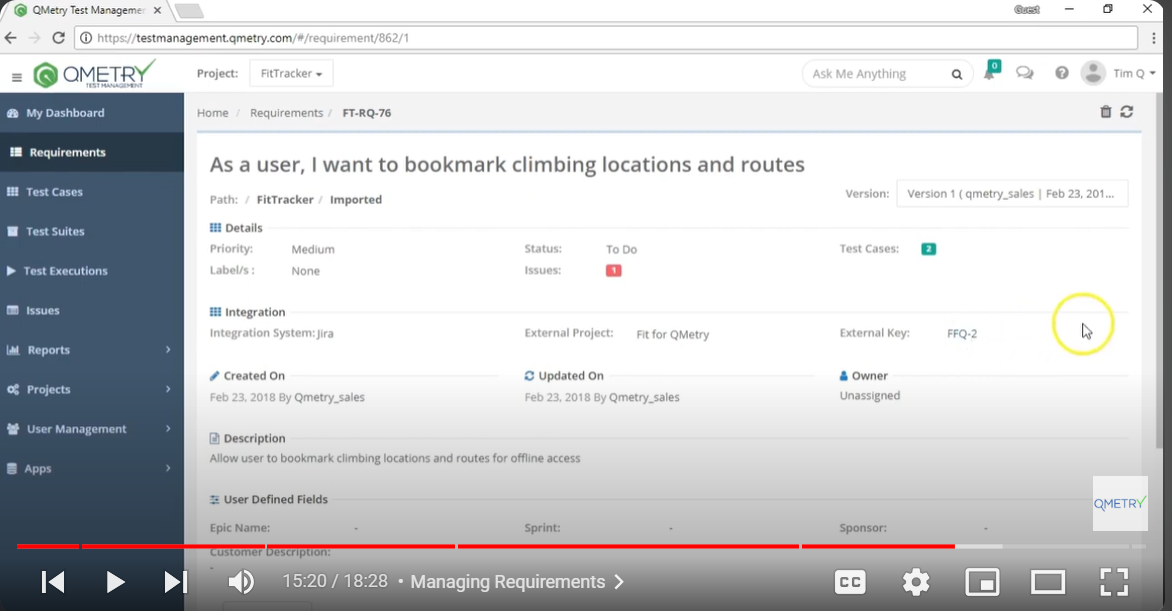 QMetry Test Managemen
Guest
https://testmanagement.qmetry.com/#/requirement/862/1
QMETRY
TEST MANAGEMENT
Project: FitTracker
Ask Me Anything
0
Tim Q
My Dashboard
Requirements
Test Cases
Test Suites
Test Executions
Issues
Reports
Projects
User Management
Apps
Home / Requirements / FT-RQ-76
As a user, I want to bookmark climbing locations and routes
Path: / FitTracker / Imported
Version: Version 1 ( qmetry_sales | Feb 23, 201...
Details
Priority: Medium Status: To Do Test Cases: 2
Label/s : None Issues: 1
Integration
Integration System: Jira External Project: Fit for QMetry External Key: FFQ-2
Created On Updated On Owner
Feb 23, 2018 By Qmetry_sales Feb 23, 2018 By Qmetry_sales Unassigned
Description
Allow user to bookmark climbing locations and routes for offline access
User Defined Fields
Epic Name: - Sprint: - Sponsor: -
Customer Description:
-
QMETRY
15:20 / 18:28 • Managing Requirements
CC